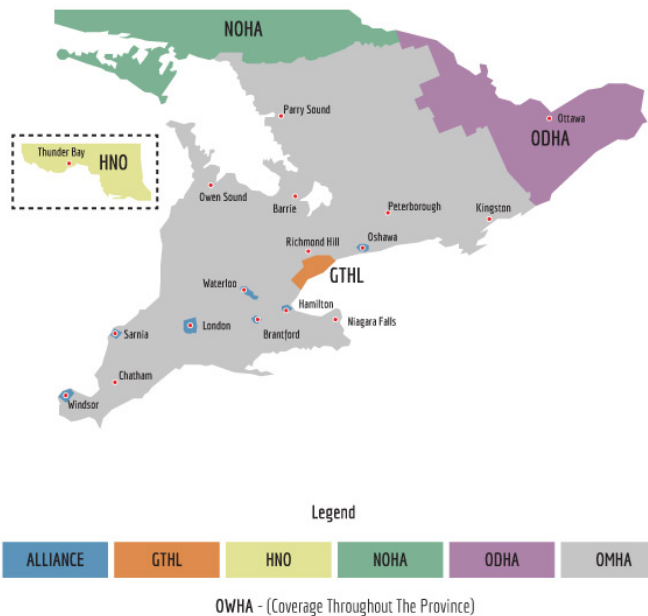 NOHA
Parry Sound
Ottawa
ODHA
Thunder Bay
HNO
Owen Sound
Barrie
Peterborough
Kingston
Richmond Hill
Oshawa
GTHL
Waterloo
Hamilton
Sarnia
London
Brantford
Niagara Falls
Chatham
Windsor
Legend
ALLIANCE
GTHL
HNO
NOHA
ODHA
OMHA
OWHA - (Coverage Throughout The Province)